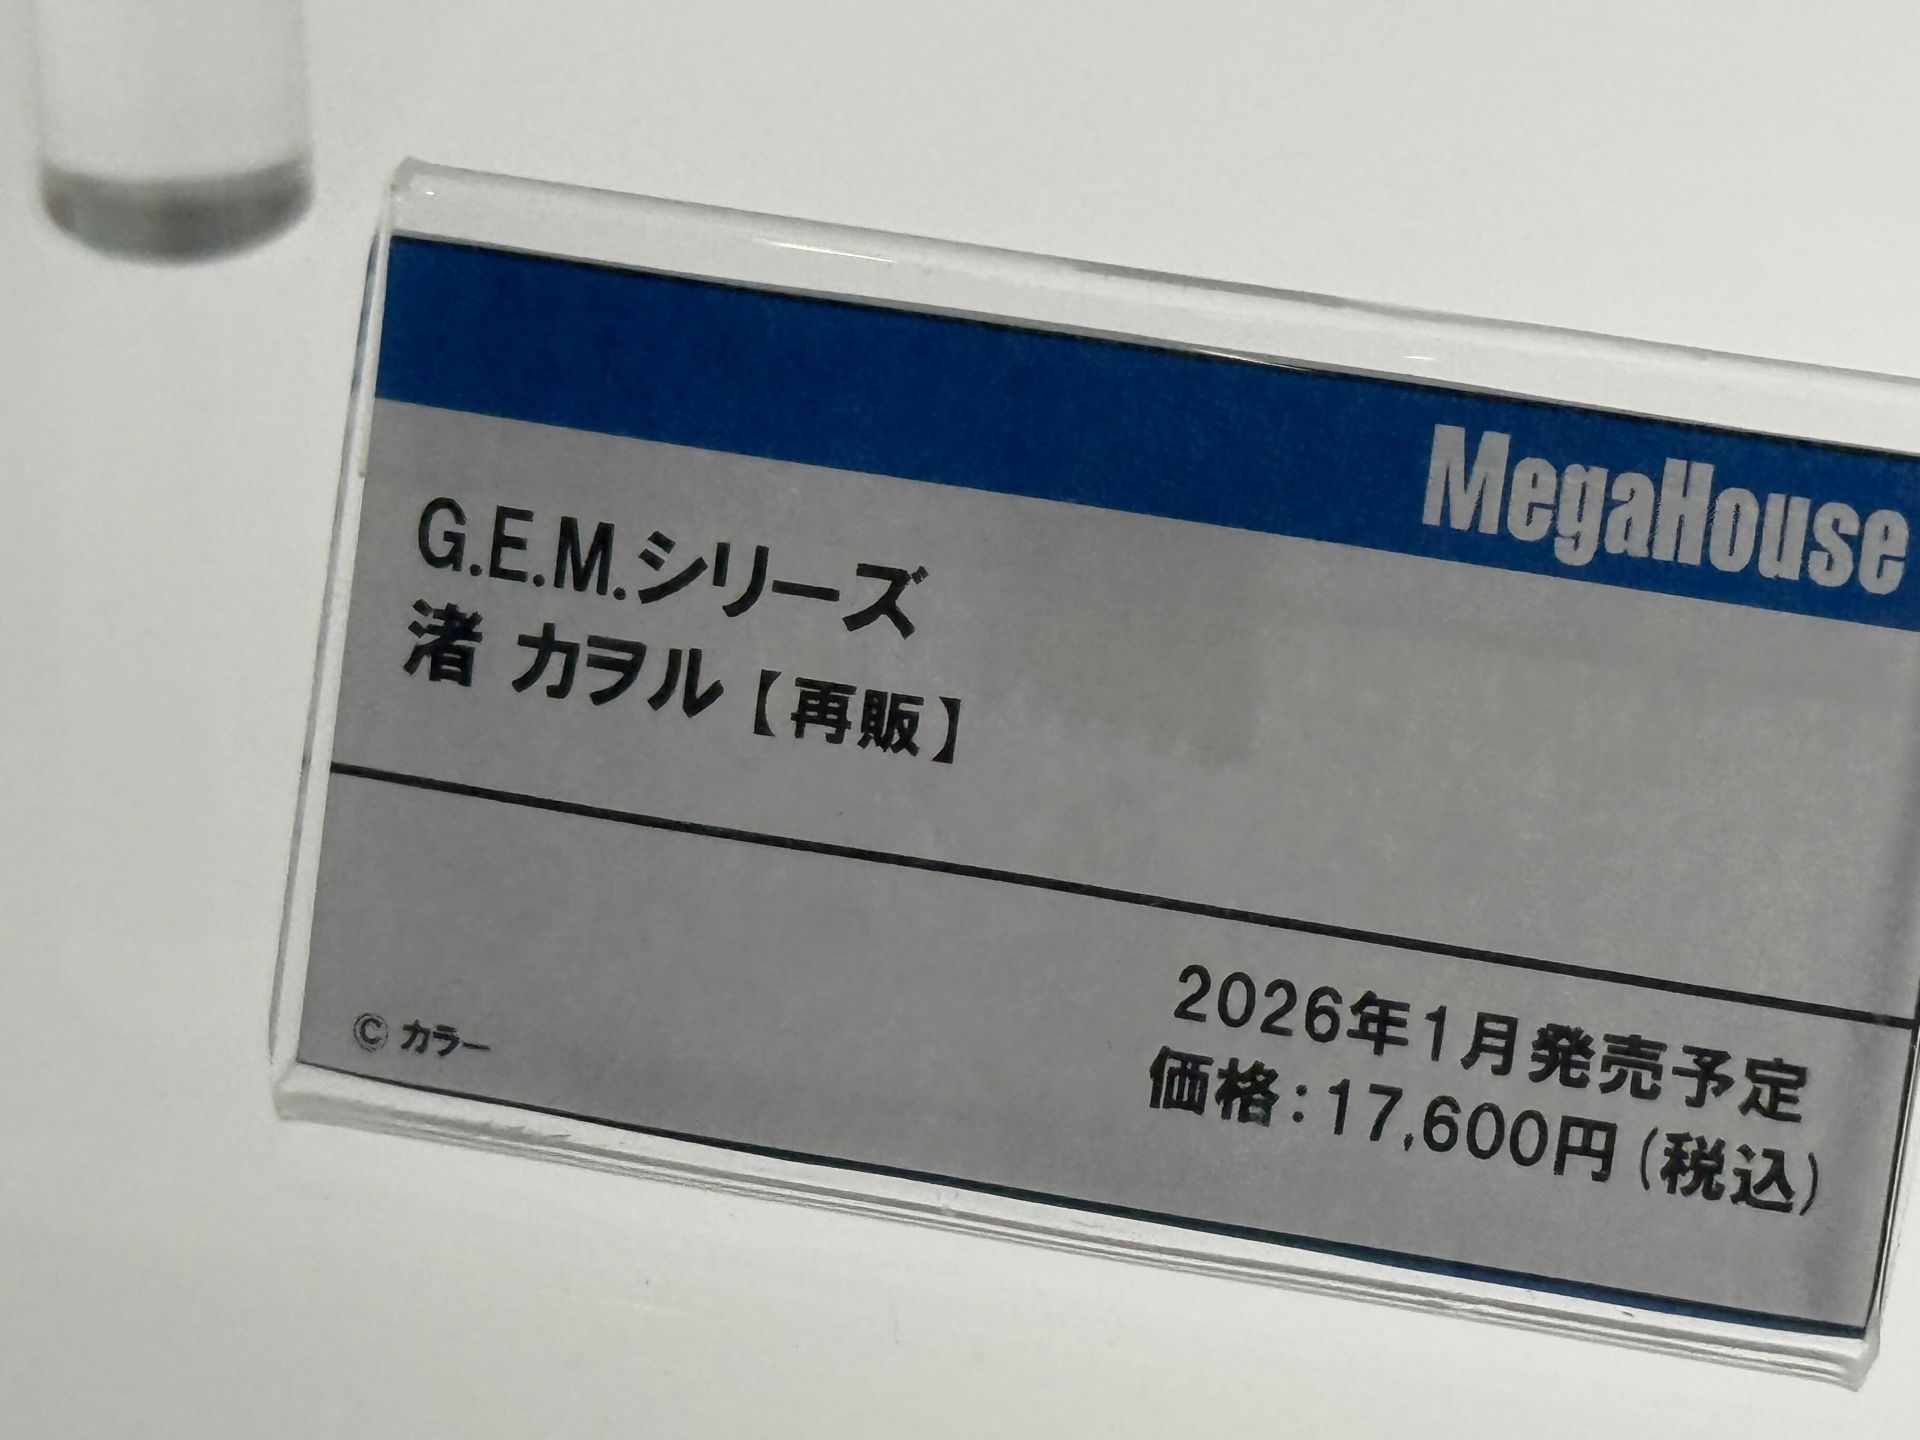 MegaHouse
G.E.M.シリーズ
渚 カヲル【再販】
2026年1月発売予定
価格:17,600円(税込)
© カラー